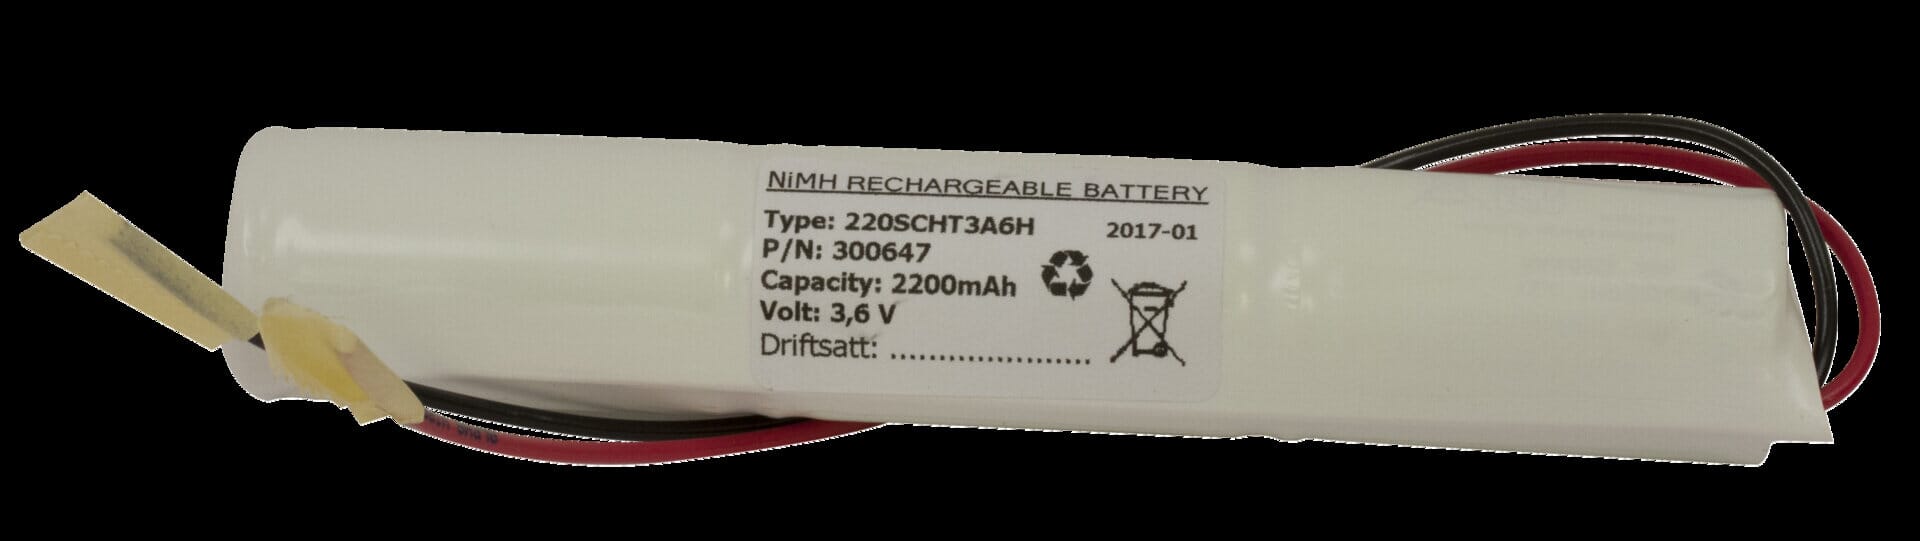 NiMH RECHARGEABLE BATTERY
Type: 220SCHT3A6H
2017-01
P/N: 300647
Capacity: 2200mAh
Volt: 3,6 V
Driftsatt: ......................